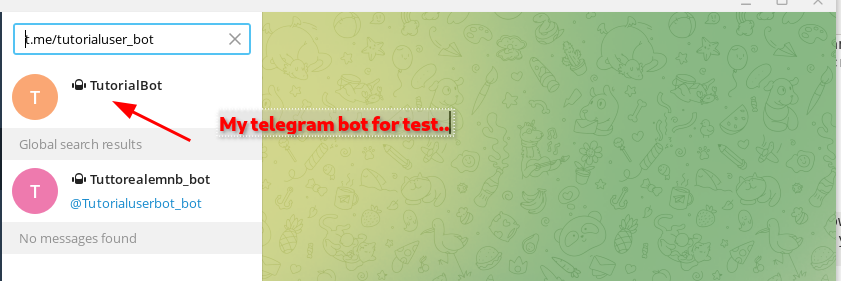 t.me/tutorialuser_bot
T
TutorialBot
My telegram bot for test..
Global search results
T
Tuttorealemnb_bot
@Tutorialuserbot_bot
No messages found